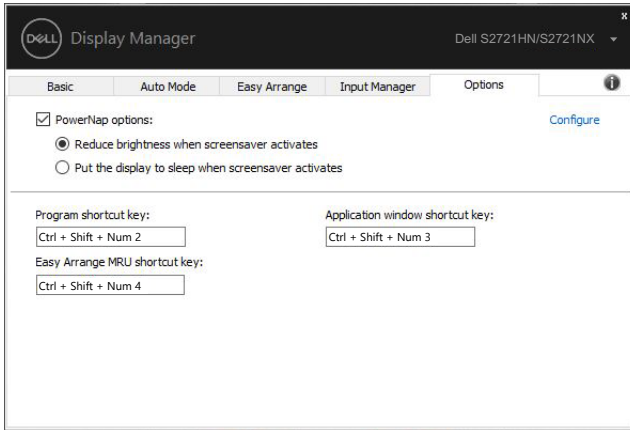 DELL Display Manager
Dell S2721HN/S2721NX
x
Basic Auto Mode Easy Arrange Input Manager Options i
PowerNap options: Configure
Reduce brightness when screensaver activates
Put the display to sleep when screensaver activates
Program shortcut key: Application window shortcut key:
Ctrl + Shift + Num 2 Ctrl + Shift + Num 3
Easy Arrange MRU shortcut key:
Ctrl + Shift + Num 4